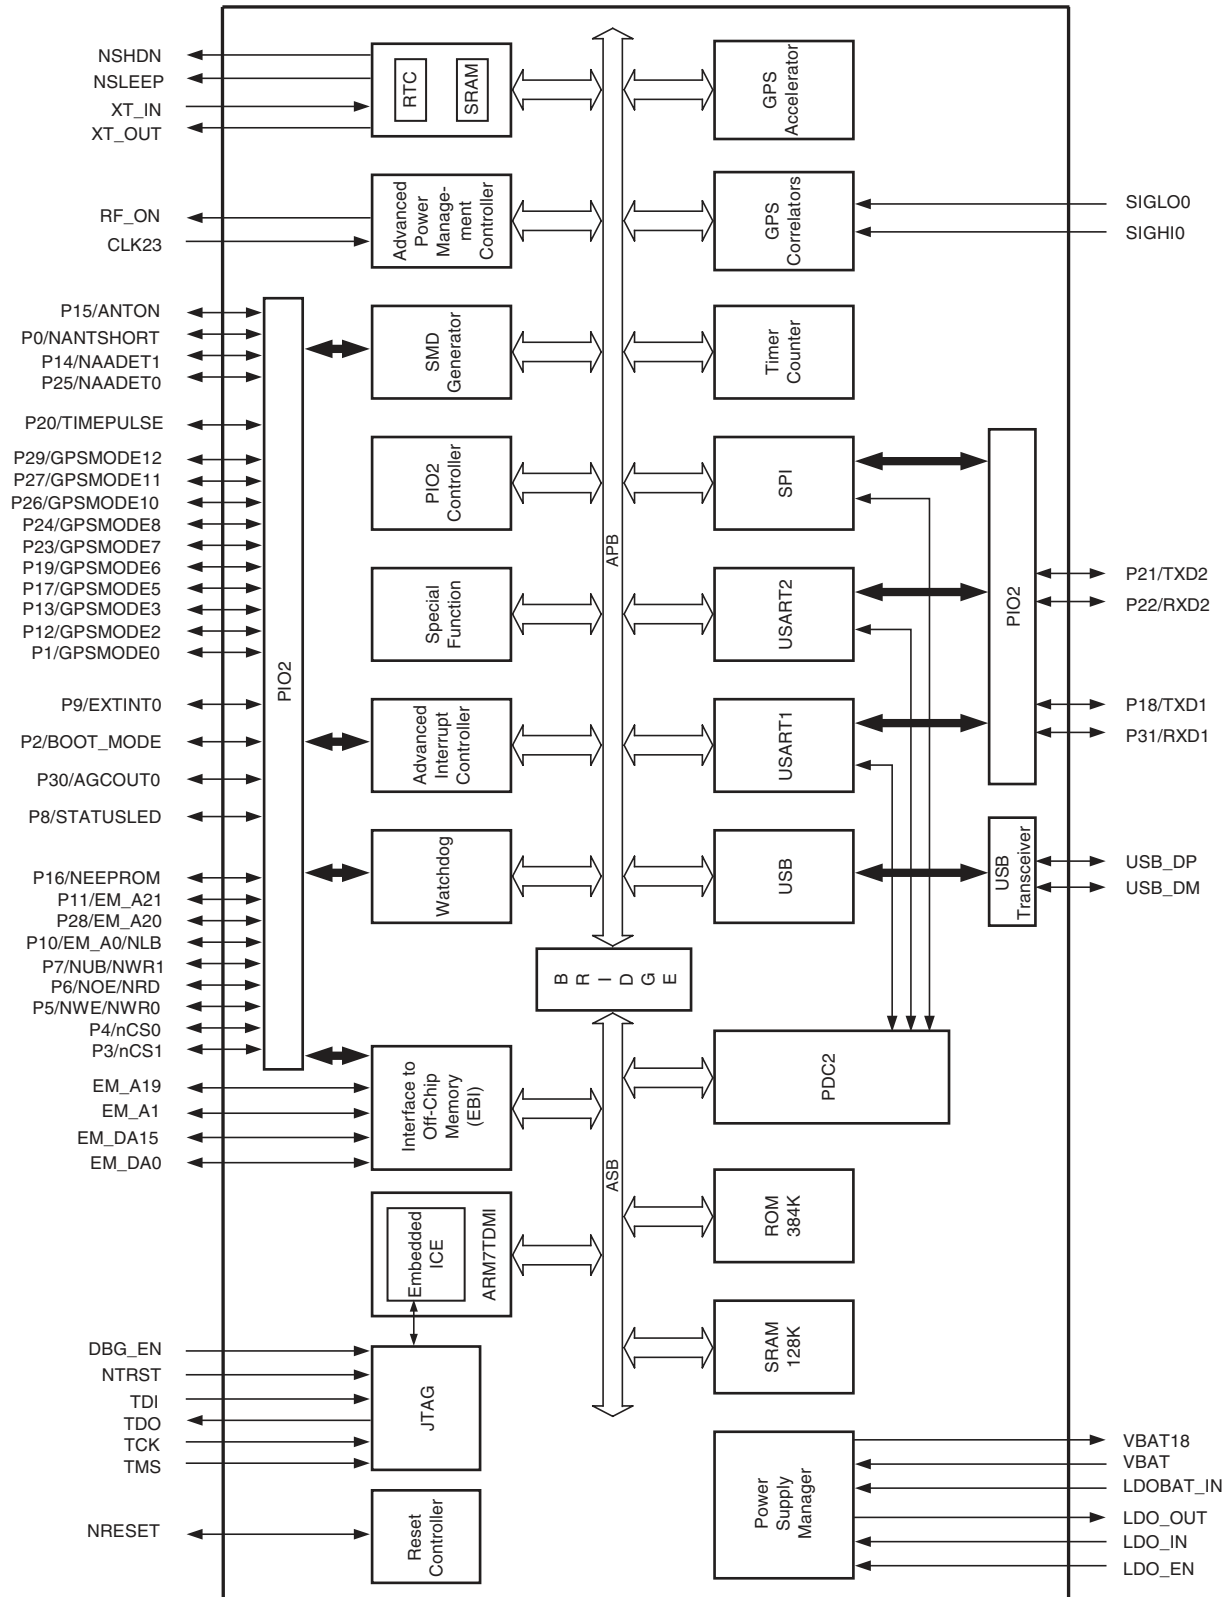 NSHDN
NSLEEP
XT_IN
XT_OUT
RTC
SRAM
GPS
Accelerator
RF_ON
CLK23
Advanced
Power
Manage-
ment
Controller
GPS
Correlators
SIGLO0
SIGHI0
P15/ANTON
P0/NANTSHORT
P14/NAADET1
P25/NAADET0
SMD
Generator
Timer
Counter
P20/TIMEPULSE
P29/GPSMODE12
P27/GPSMODE11
P26/GPSMODE10
P24/GPSMODE8
P23/GPSMODE7
P19/GPSMODE6
P17/GPSMODE5
P13/GPSMODE3
P12/GPSMODE2
P1/GPSMODE0
PIO2
Controller
SPI
APB
Special
Function
USART2
PIO2
P21/TXD2
P22/RXD2
PIO2
P9/EXTINT0
P2/BOOT_MODE
P30/AGCOUT0
P8/STATUSLED
Advanced
Interrupt
Controller
USART1
P18/TXD1
P31/RXD1
Watchdog
USB
USB
Transceiver
USB_DP
USB_DM
P16/NEEPROM
P11/EM_A21
P28/EM_A20
P10/EM_A0/NLB
P7/NUB/NWR1
P6/NOE/NRD
P5/NWE/NWR0
P4/nCS0
P3/nCS1
BRIDGE
EM_A19
EM_A1
EM_DA15
EM_DA0
Interface to
Off-Chip
Memory
(EBI)
PDC2
ASB
Embedded
ICE
ARM7TDMI
ROM
384K
SRAM
128K
DBG_EN
NTRST
TDI
TDO
TCK
TMS
JTAG
NRESET
Reset
Controller
Power
Supply
Manager
VBAT18
VBAT
LDOBAT_IN
LDO_OUT
LDO_IN
LDO_EN